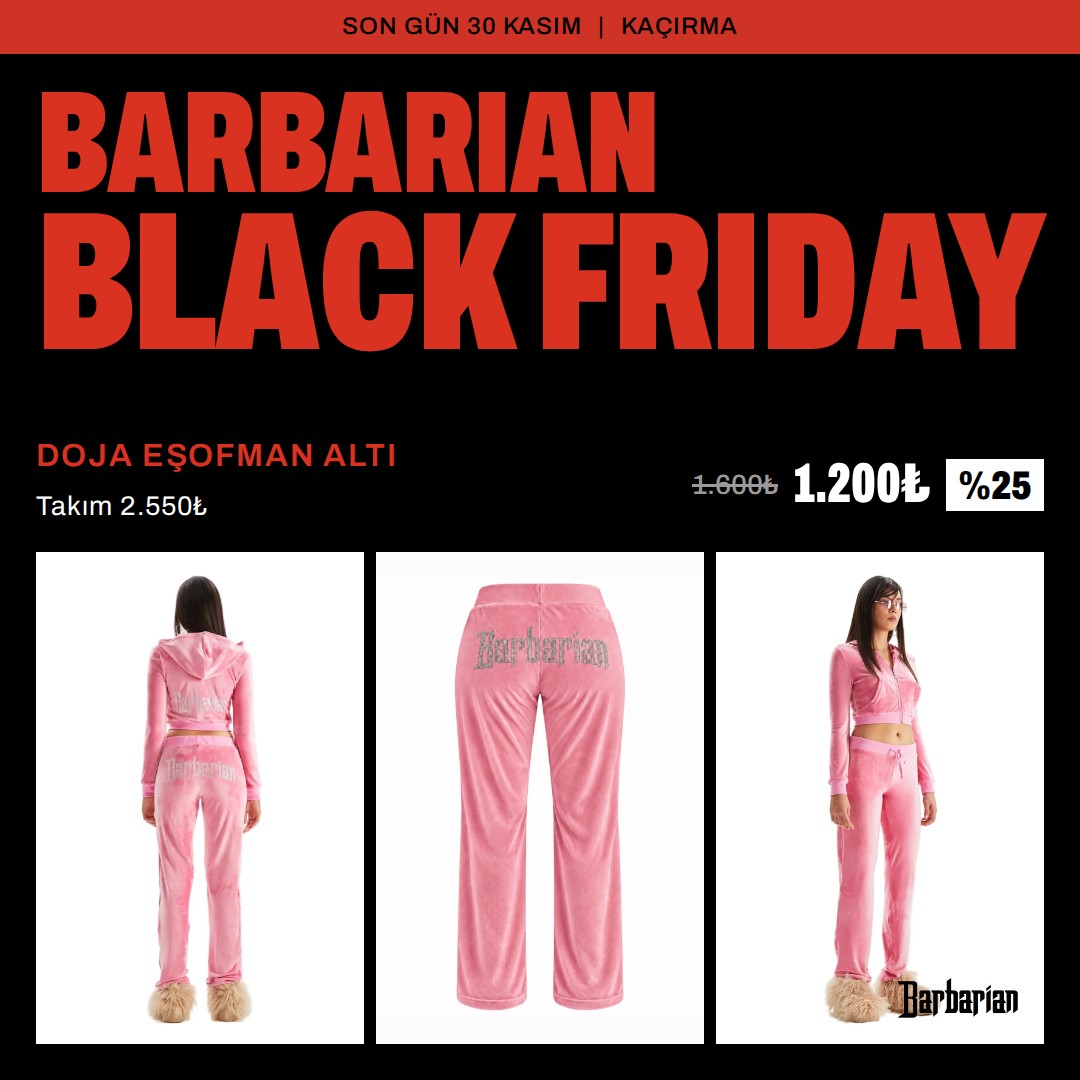 SON GÜN 30 KASIM | KAÇIRMA
BARBARIAN
BLACK FRIDAY
DOJA EŞOFMAN ALTI
Takım 2.550₺
1.600₺ 1.200₺ %25
Barbarian
Barbarian
Barbarian
Barbarian